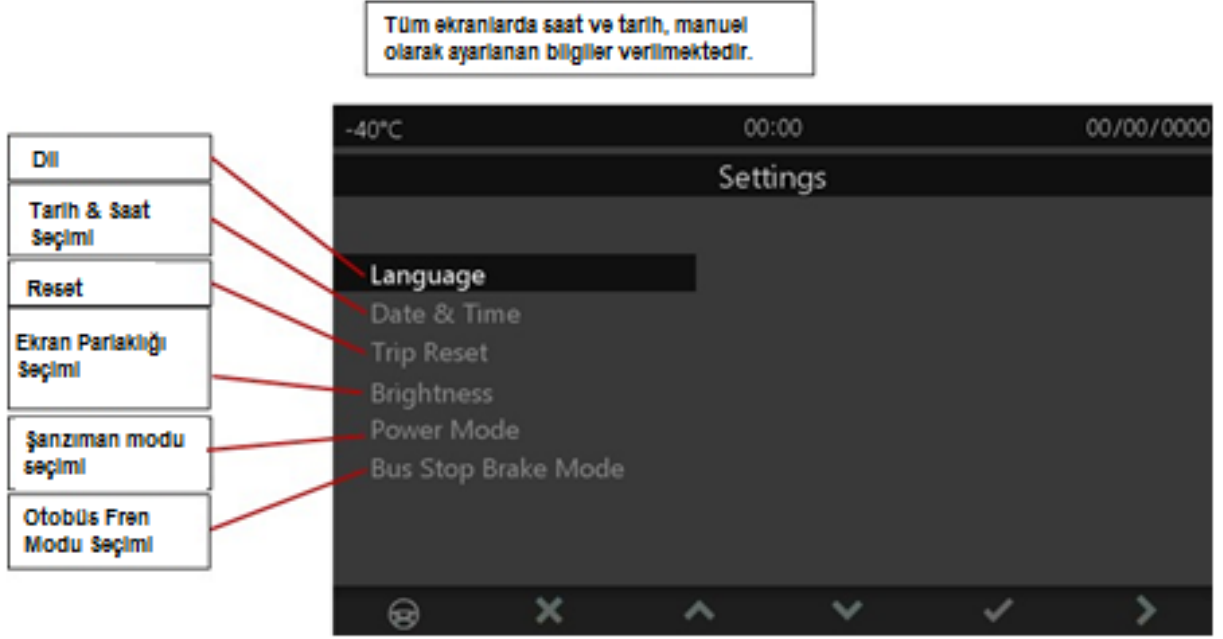 Tüm ekranlarda saat ve tarih, manuel
olarak ayarlanan bilgiler verilmektedir.
-40°C 00:00 00/00/0000
Settings
Dil
Tarih & Saat
Seçimi
Reset
Ekran Parlaklığı
Seçimi
Şanzıman modu
seçimi
Otobüs Fren
Modu Seçimi
Language
Date & Time
Trip Reset
Brightness
Power Mode
Bus Stop Brake Mode